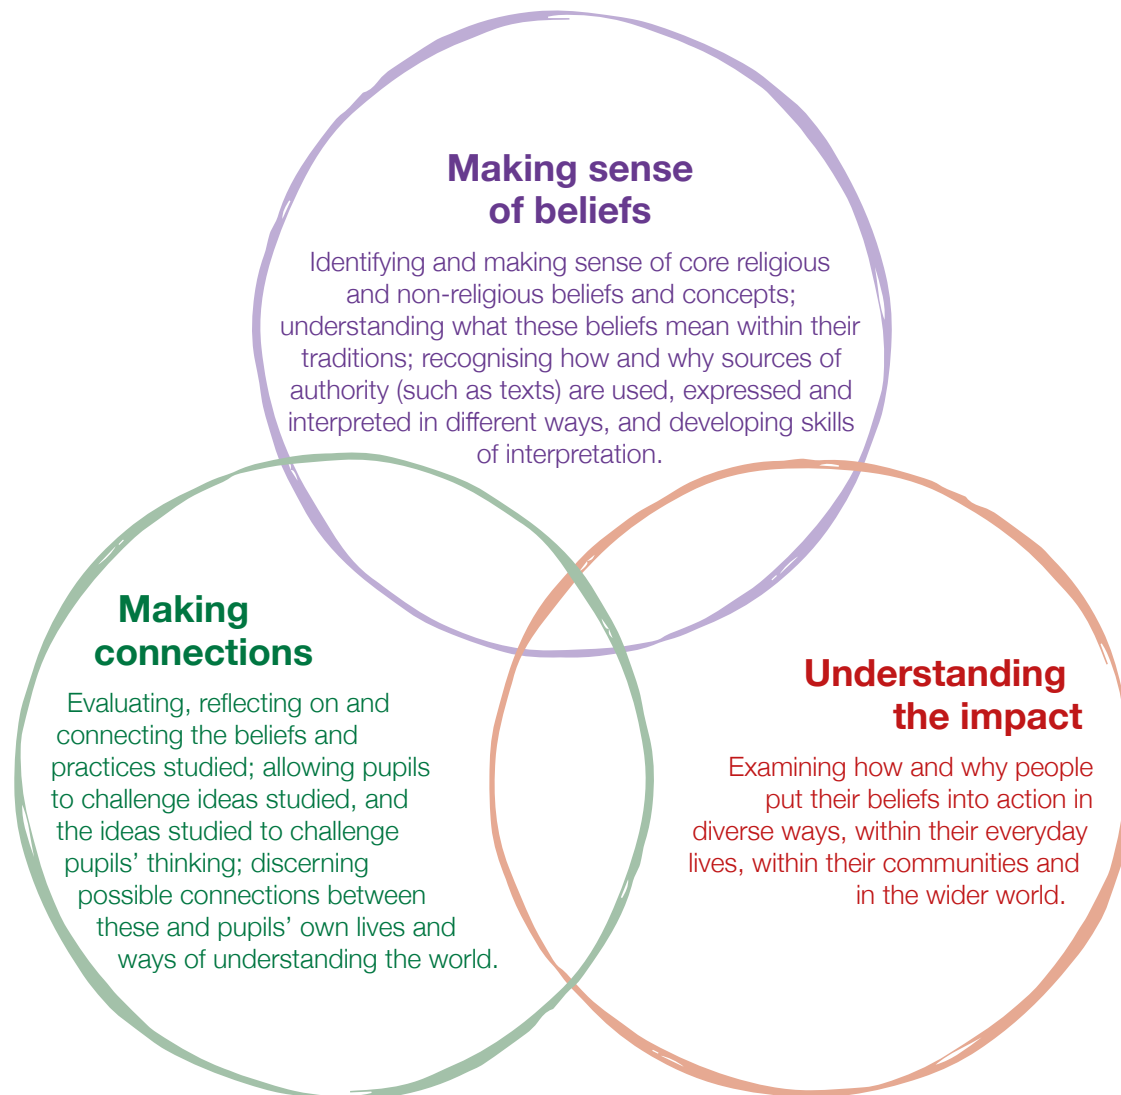 Making sense
of beliefs
Identifying and making sense of core religious
and non-religious beliefs and concepts;
understanding what these beliefs mean within their
traditions; recognising how and why sources of
authority (such as texts) are used, expressed and
interpreted in different ways, and developing skills
of interpretation.
Making
connections
Evaluating, reflecting on and
connecting the beliefs and
practices studied; allowing pupils
to challenge ideas studied, and
the ideas studied to challenge
pupils’ thinking; discerning
possible connections between
these and pupils’ own lives and
ways of understanding the world.
Understanding
the impact
Examining how and why people
put their beliefs into action in
diverse ways, within their everyday
lives, within their communities and
in the wider world.